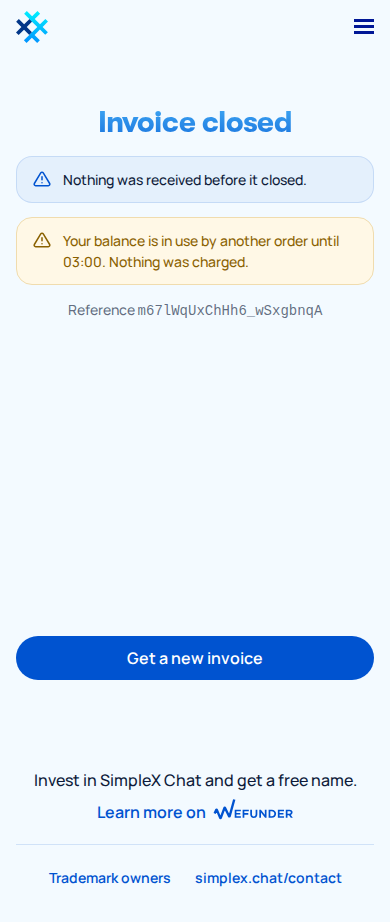 Invoice closed
Nothing was received before it closed.
Your balance is in use by another order until
03:00. Nothing was charged.
Reference m67lWqUxChHh6_wSxgbnqA
Get a new invoice
Invest in SimpleX Chat and get a free name.
Learn more on WEFUNDER
Trademark owners simplex.chat/contact